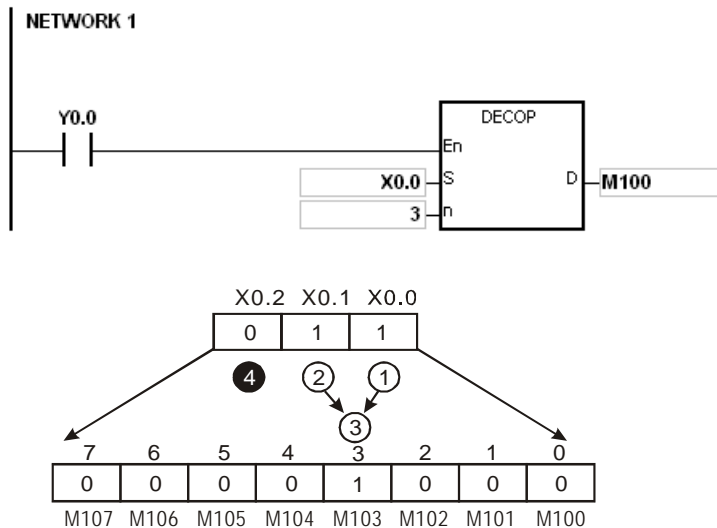 NETWORK 1
Y0.0
DECOP
En
X0.0 S D M100
3 n
X0.2 X0.1 X0.0
0 1 1
4 2 1
3
7 6 5 4 3 2 1 0
0 0 0 0 1 0 0 0
M107 M106 M105 M104 M103 M102 M101 M100